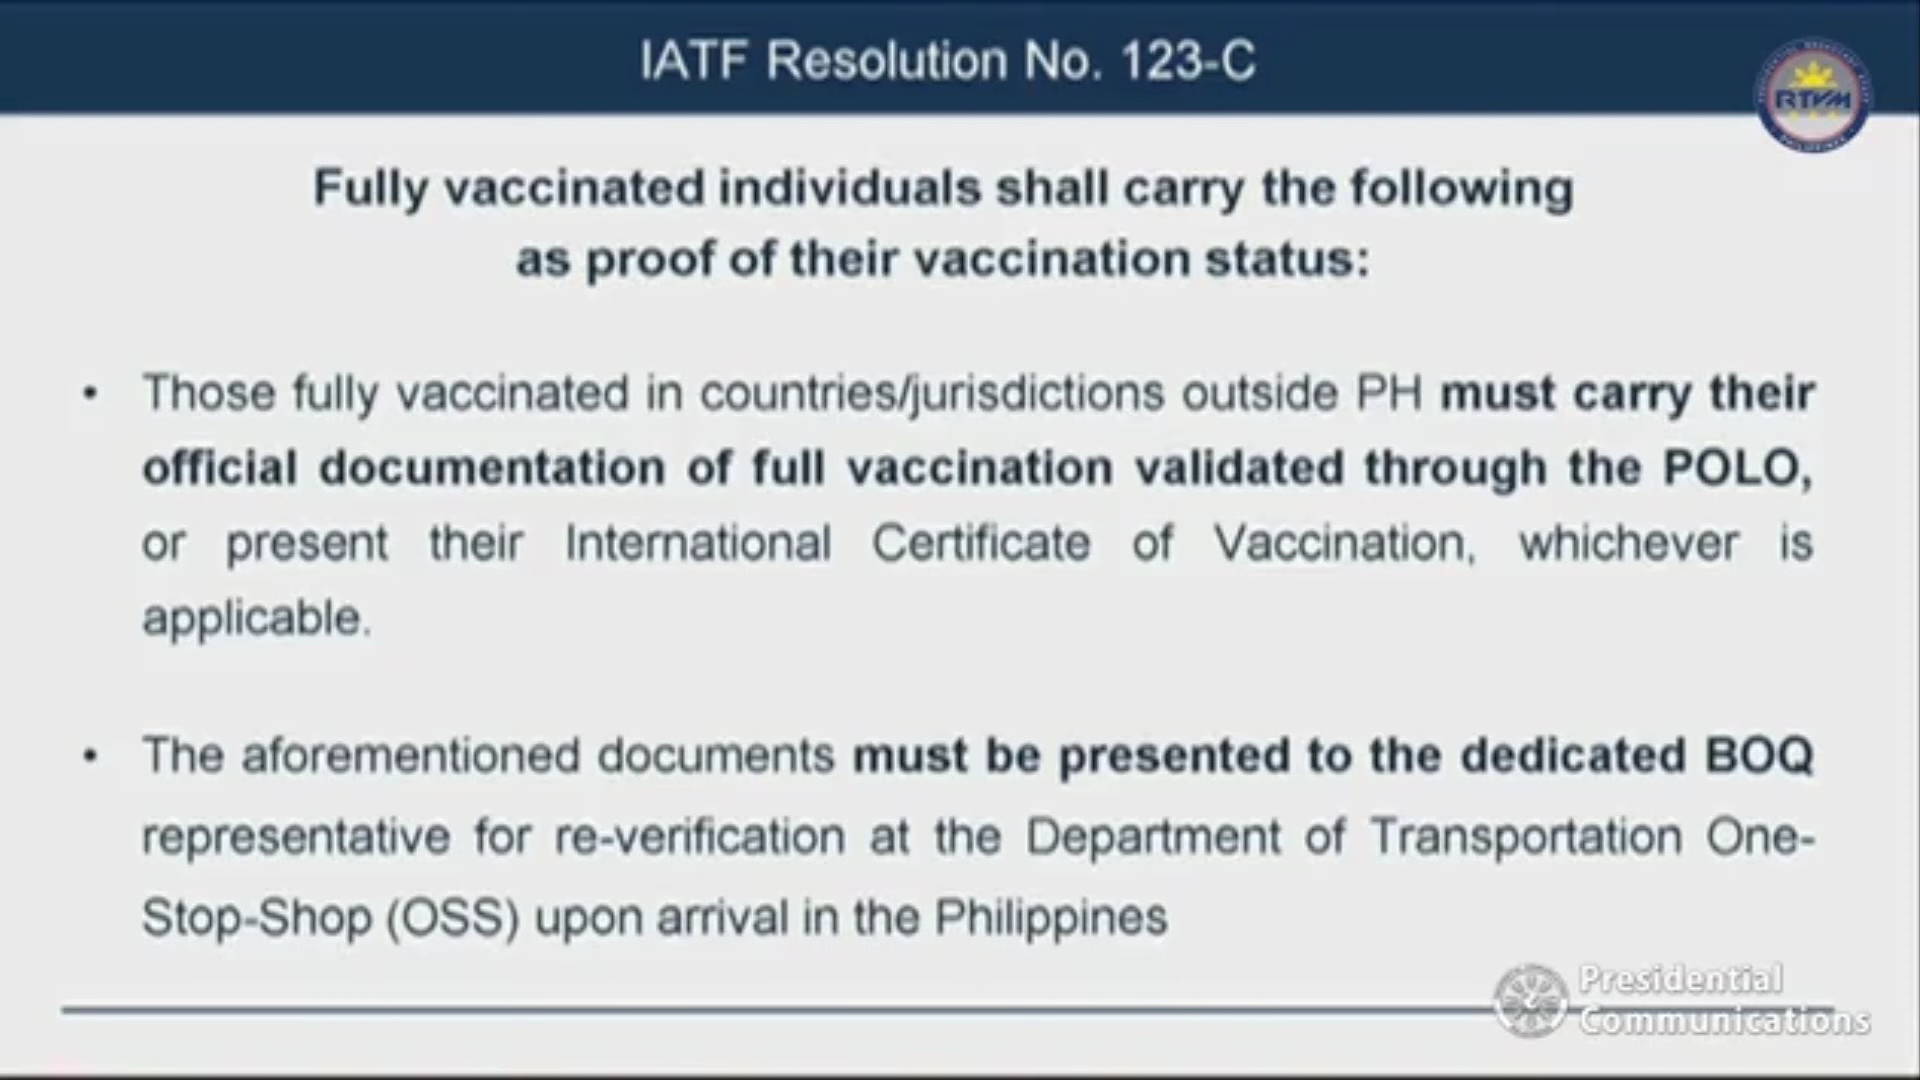 IATF Resolution No. 123-C
RTVM
PHILIPPINES
Fully vaccinated individuals shall carry the following
as proof of their vaccination status:
• Those fully vaccinated in countries/jurisdictions outside PH must carry their
official documentation of full vaccination validated through the POLO,
or present their International Certificate of Vaccination, whichever is
applicable.
• The aforementioned documents must be presented to the dedicated BOQ
representative for re-verification at the Department of Transportation One-
Stop-Shop (OSS) upon arrival in the Philippines
Presidential
Communications